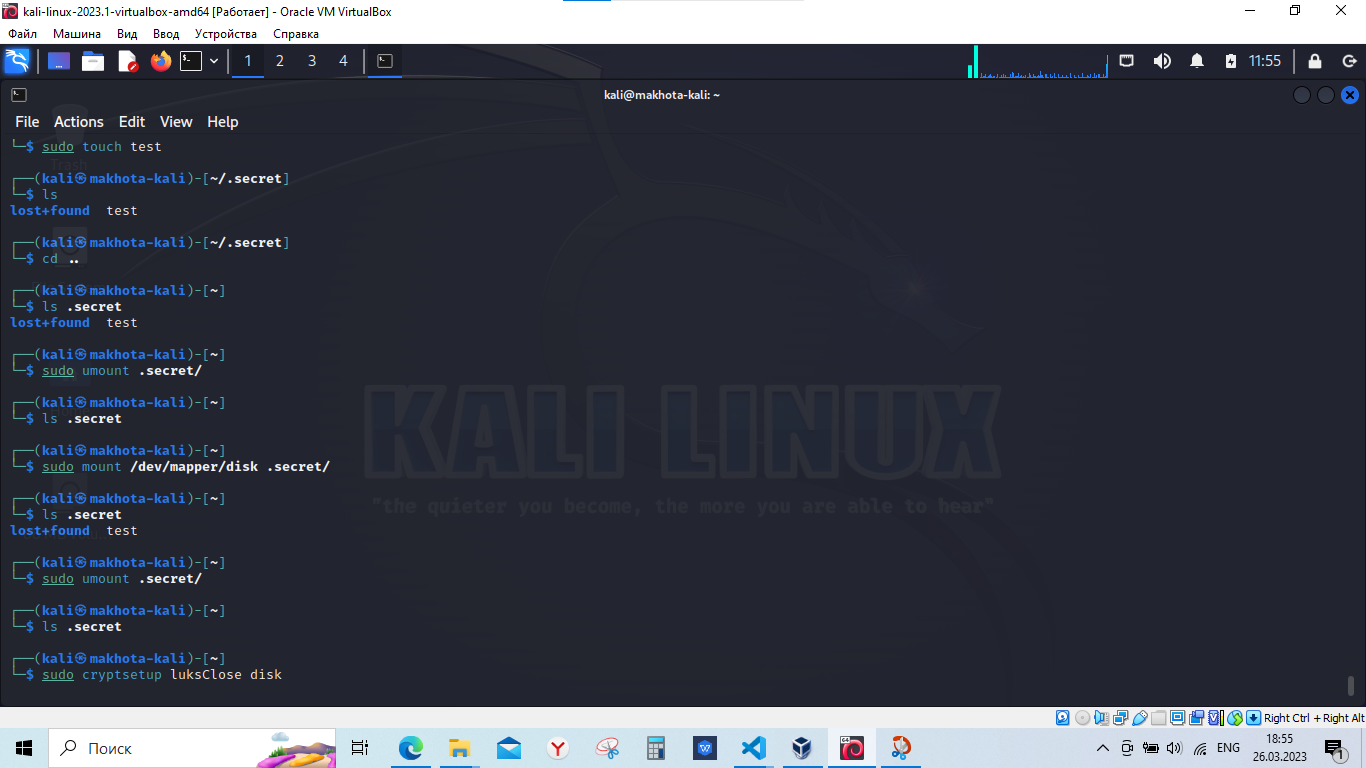 kali-linux-2023.1-virtualbox-amd64 [Работает] - Oracle VM VirtualBox
Файл Машина Вид Ввод Устройства Справка
1 2 3 4 11:55
kali@makhota-kali: ~
File Actions Edit View Help
└─$ sudo touch test
┌──(kali㉿makhota-kali)-[~/.secret]
└─$ ls
lost+found test
┌──(kali㉿makhota-kali)-[~/.secret]
└─$ cd ..
┌──(kali㉿makhota-kali)-[~]
└─$ ls .secret
lost+found test
┌──(kali㉿makhota-kali)-[~]
└─$ sudo umount .secret/
┌──(kali㉿makhota-kali)-[~]
└─$ ls .secret
┌──(kali㉿makhota-kali)-[~]
└─$ sudo mount /dev/mapper/disk .secret/
┌──(kali㉿makhota-kali)-[~]
└─$ ls .secret
lost+found test
┌──(kali㉿makhota-kali)-[~]
└─$ sudo umount .secret/
┌──(kali㉿makhota-kali)-[~]
└─$ ls .secret
┌──(kali㉿makhota-kali)-[~]
└─$ sudo cryptsetup luksClose disk
Trash
KALI LINUX
"the quieter you become, the more you are able to hear"
Right Ctrl + Right Alt
Поиск
ENG
18:55
26.03.2023
1